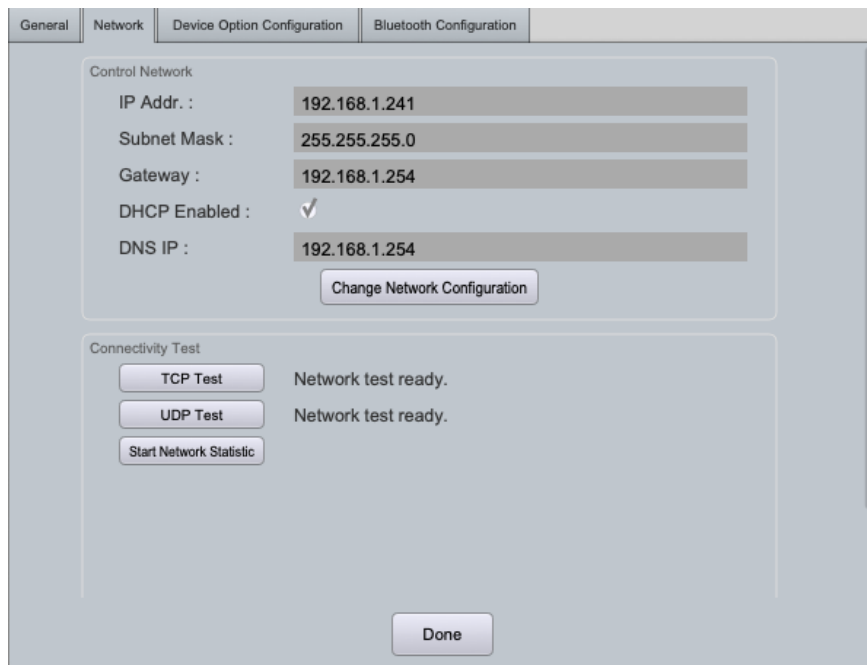 General Network Device Option Configuration Bluetooth Configuration
Control Network
IP Addr. : 192.168.1.241
Subnet Mask : 255.255.255.0
Gateway : 192.168.1.254
DHCP Enabled :
DNS IP : 192.168.1.254
Change Network Configuration
Connectivity Test
TCP Test Network test ready.
UDP Test Network test ready.
Start Network Statistic
Done